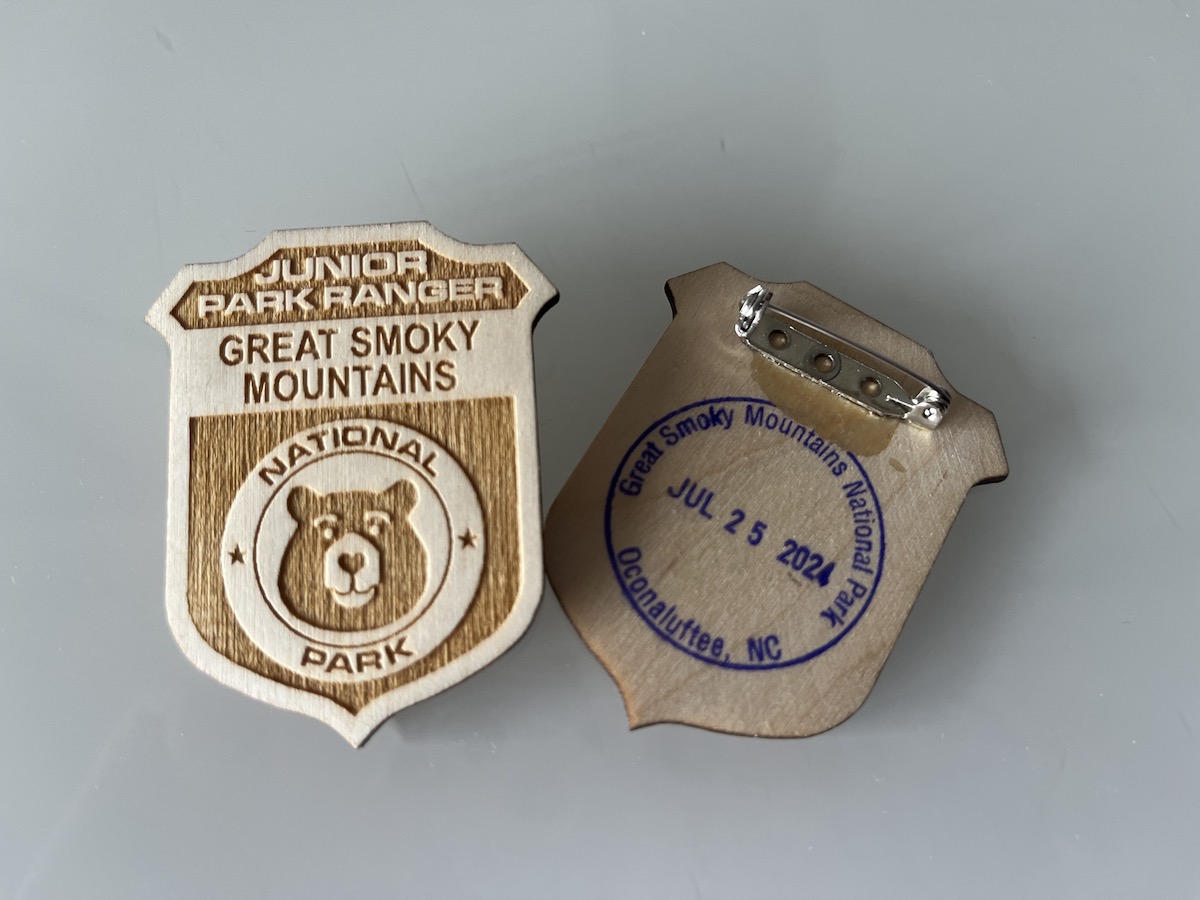 JUNIOR
PARK RANGER
GREAT SMOKY
MOUNTAINS
NATIONAL
PARK
Great Smoky Mountains National Park
JUL 25 2024
Oconaluftee, NC